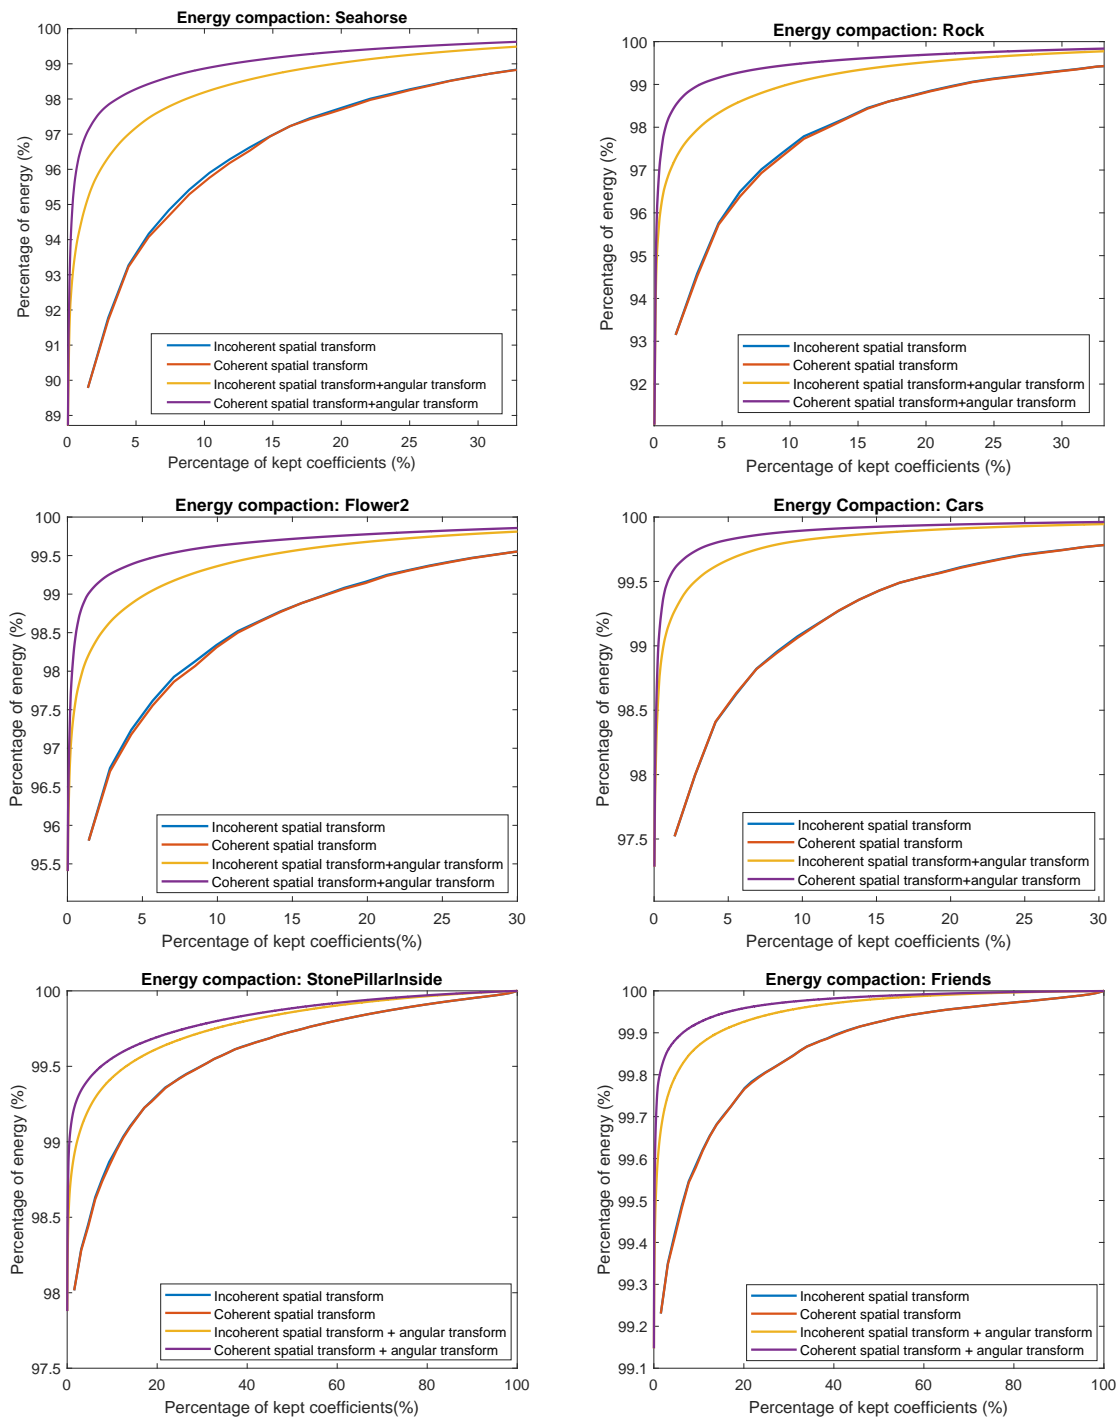 Energy compaction: Seahorse
Percentage of energy (%)
100
99
98
97
96
95
94
93
92
91
90
89
0 5 10 15 20 25 30
Percentage of kept coefficients (%)
Incoherent spatial transform
Coherent spatial transform
Incoherent spatial transform+angular transform
Coherent spatial transform+angular transform
Energy compaction: Rock
Percentage of energy (%)
100
99
98
97
96
95
94
93
92
0 5 10 15 20 25 30
Percentage of kept coefficients (%)
Incoherent spatial transform
Coherent spatial transform
Incoherent spatial transform+angular transform
Coherent spatial transform+angular transform
Energy compaction: Flower2
Percentage of energy (%)
100
99.5
99
98.5
98
97.5
97
96.5
96
95.5
0 5 10 15 20 25 30
Percentage of kept coefficients(%)
Incoherent spatial transform
Coherent spatial transform
Incoherent spatial transform+angular transform
Coherent spatial transform+angular transform
Energy Compaction: Cars
Percentage of energy (%)
100
99.5
99
98.5
98
97.5
0 5 10 15 20 25 30
Percentage of kept coefficients (%)
Incoherent spatial transform
Coherent spatial transform
Incoherent spatial transform+angular transform
Coherent spatial transform+angular transform
Energy compaction: StonePillarInside
Percentage of energy (%)
100
99.5
99
98.5
98
97.5
0 20 40 60 80 100
Percentage of kept coefficients(%)
Incoherent spatial transform
Coherent spatial transform
Incoherent spatial transform + angular transform
Coherent spatial transform + angular transform
Energy compaction: Friends
Percentage of energy (%)
100
99.9
99.8
99.7
99.6
99.5
99.4
99.3
99.2
99.1
0 20 40 60 80 100
Percentage of kept coefficients (%)
Incoherent spatial transform
Coherent spatial transform
Incoherent spatial transform + angular transform
Coherent spatial transform + angular transform